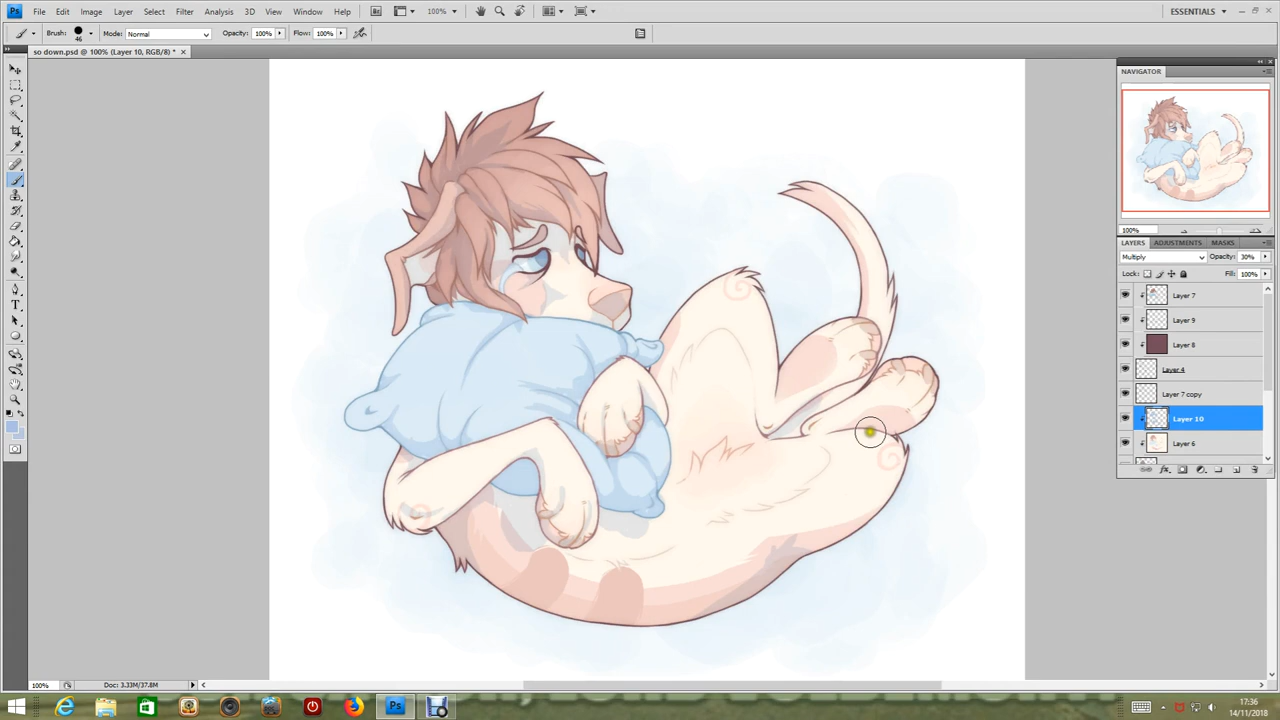 Ps File Edit Image Layer Select Filter Analysis 3D View Window Help 100% ESSENTIALS
Brush: 46 Mode: Normal Opacity: 100% Flow: 100%
so down.psd @ 100% (Layer 10, RGB/8) *
NAVIGATOR
100%
LAYERS ADJUSTMENTS MASKS
Multiply Opacity: 30%
Lock: Fill: 100%
Layer 7
Layer 9
Layer 8
Layer 4
Layer 7 copy
Layer 10
Layer 6
T
100% Doc: 3.33M/37.8M
Ps
17:36
14/11/2018